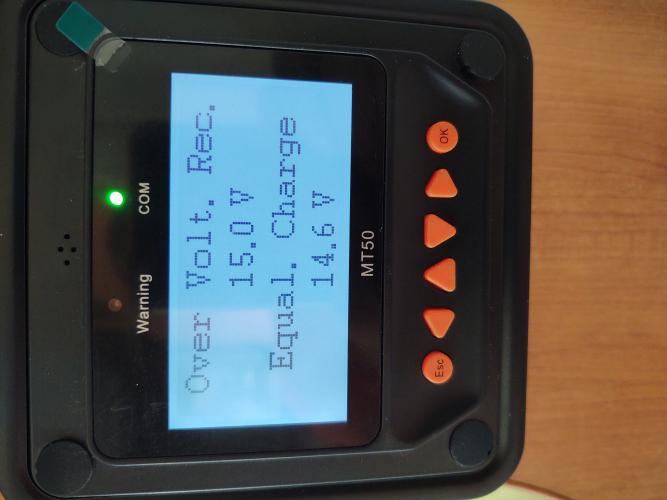 Warning
COM
Over Volt. Rec.
15.0 V
Equal. Charge
14.6 V
MT50
Esc
OK